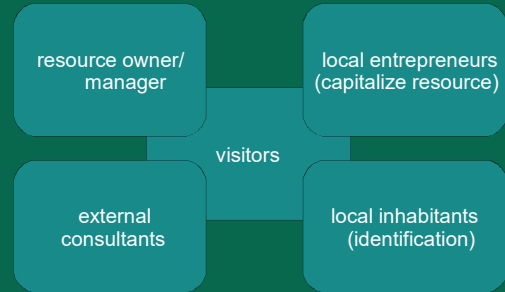 resource owner/
manager
local entrepreneurs
(capitalize resource)
visitors
external
consultants
local inhabitants
(identification)